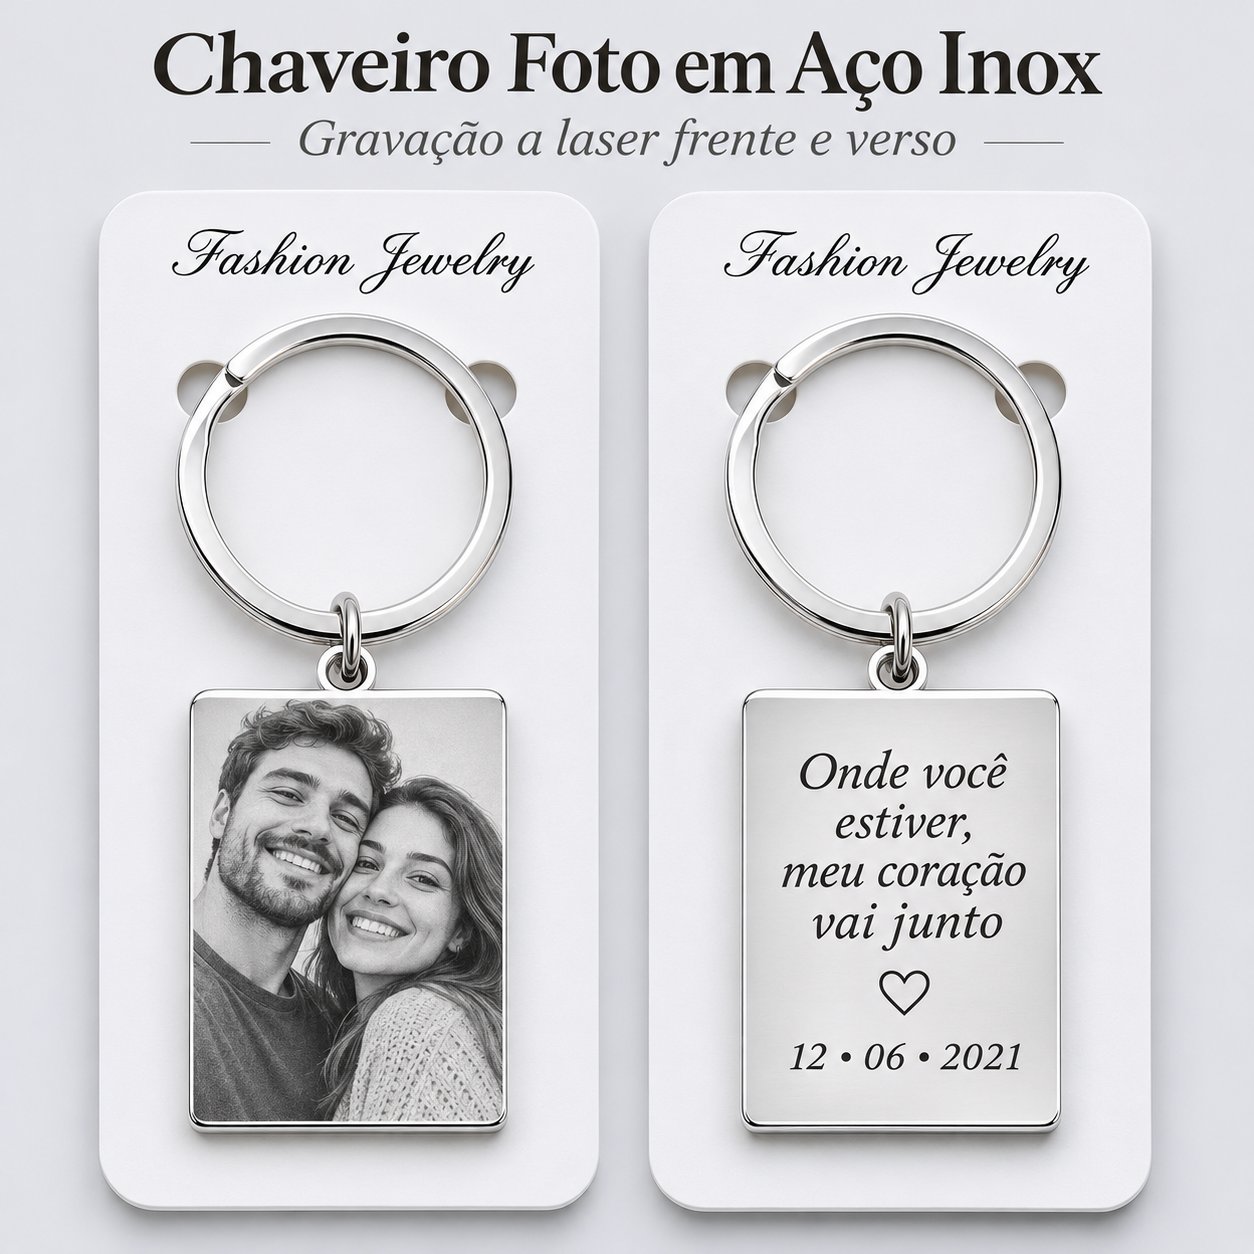 Chaveiro Foto em Aço Inox
Gravação a laser frente e verso
Fashion Jewelry
Fashion Jewelry
Onde você
estiver,
meu coração
vai junto
12 • 06 • 2021